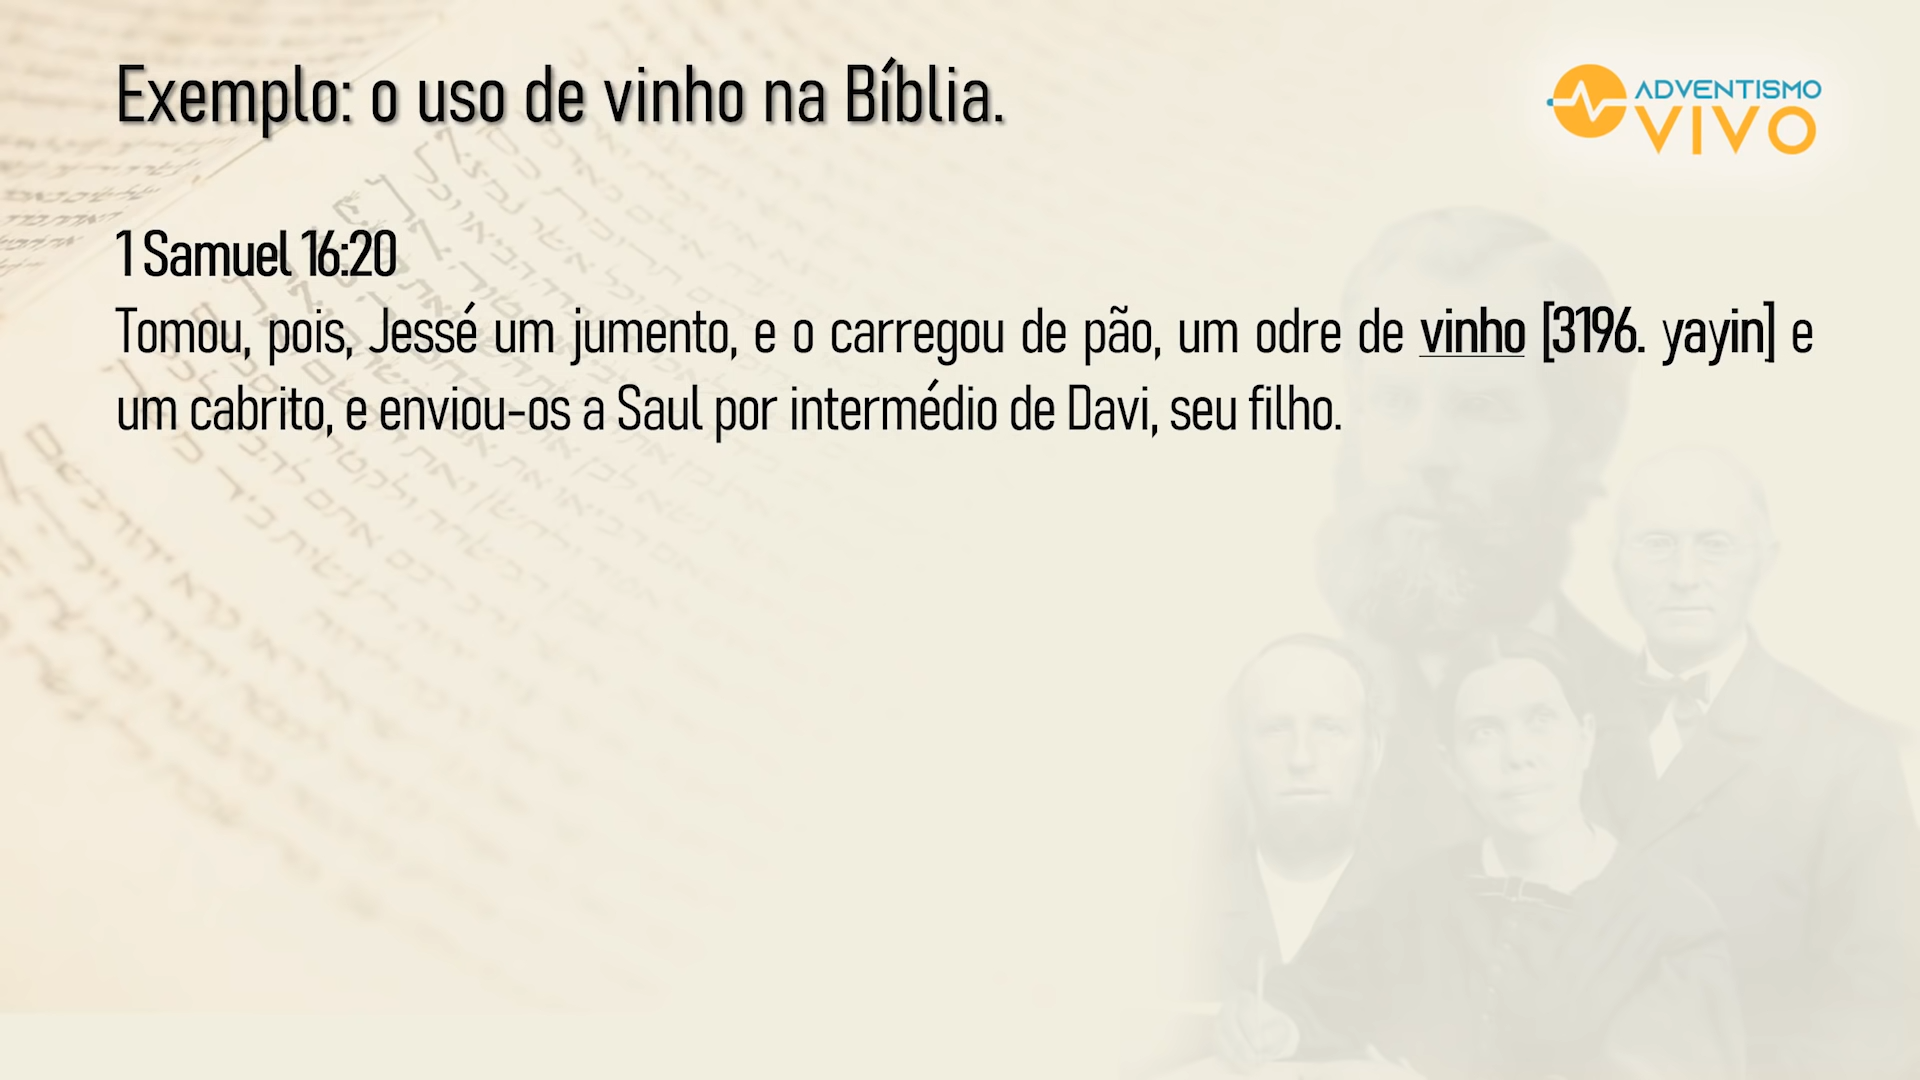 Exemplo: o uso de vinho na Bíblia.
ADVENTISMO
VIVO
1 Samuel 16:20
Tomou, pois, Jessé um jumento, e o carregou de pão, um odre de vinho [3196. yayin] e
um cabrito, e enviou-os a Saul por intermédio de Davi, seu filho.